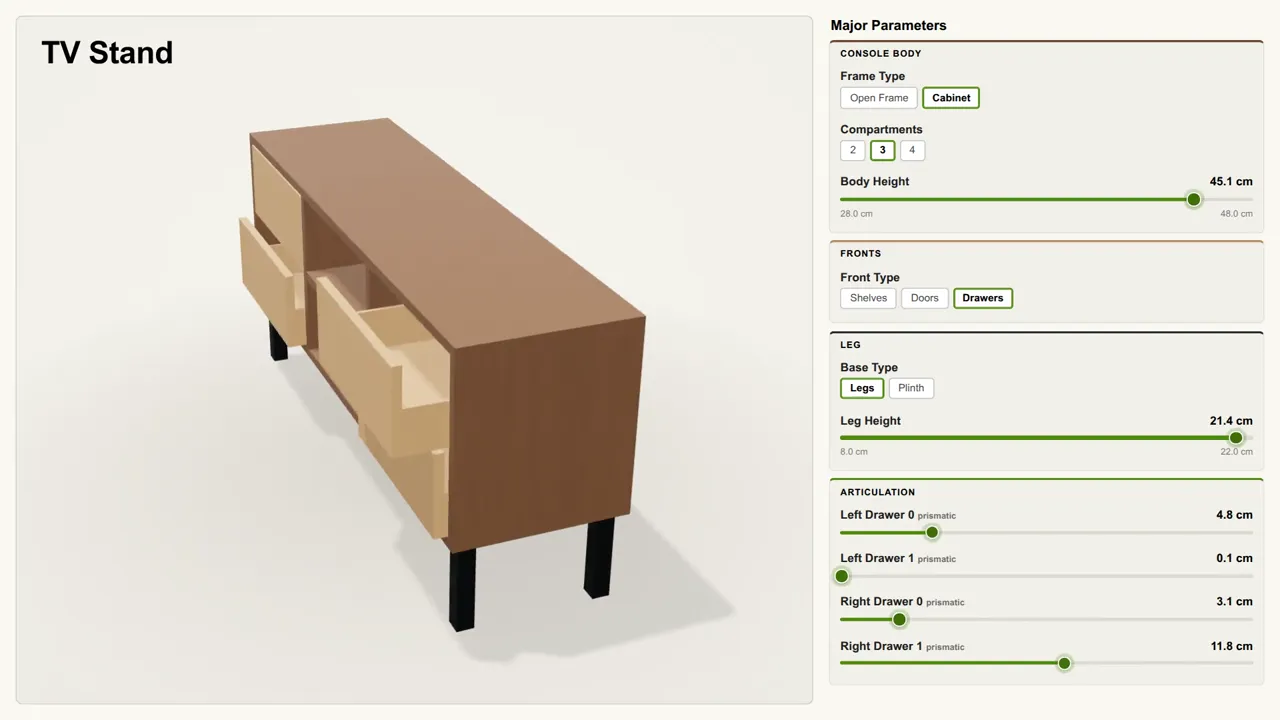 TV Stand
Major Parameters
CONSOLE BODY
Frame Type
Open Frame Cabinet
Compartments
2 3 4
Body Height 45.1 cm
28.0 cm 48.0 cm
FRONTS
Front Type
Shelves Doors Drawers
LEG
Base Type
Legs Plinth
Leg Height 21.4 cm
8.0 cm 22.0 cm
ARTICULATION
Left Drawer 0 prismatic 4.8 cm
Left Drawer 1 prismatic 0.1 cm
Right Drawer 0 prismatic 3.1 cm
Right Drawer 1 prismatic 11.8 cm